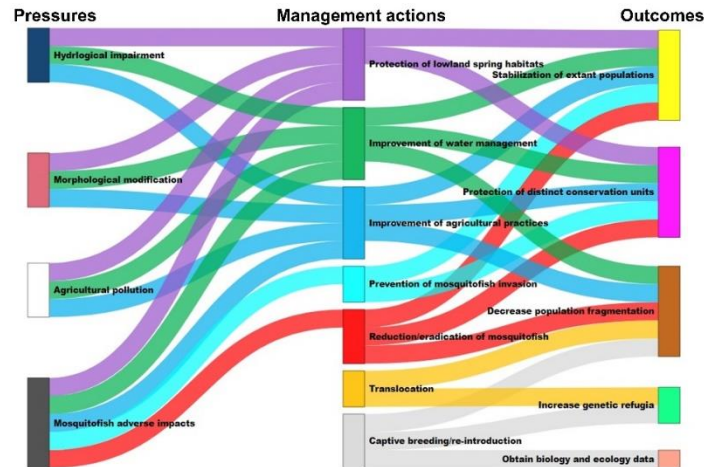 Pressures
Management actions
Outcomes
Hydrlogical impairment
Morphological modification
Agricultural pollution
Mosquitofish adverse impacts
Protection of lowland spring habitats
Improvement of water management
Improvement of agricultural practices
Prevention of mosquitofish invasion
Reduction/eradication of mosquitofish
Translocation
Captive breeding/re-introduction
Stabilization of extant populations
Protection of distinct conservation units
Decrease population fragmentation
Increase genetic refugia
Obtain biology and ecology data